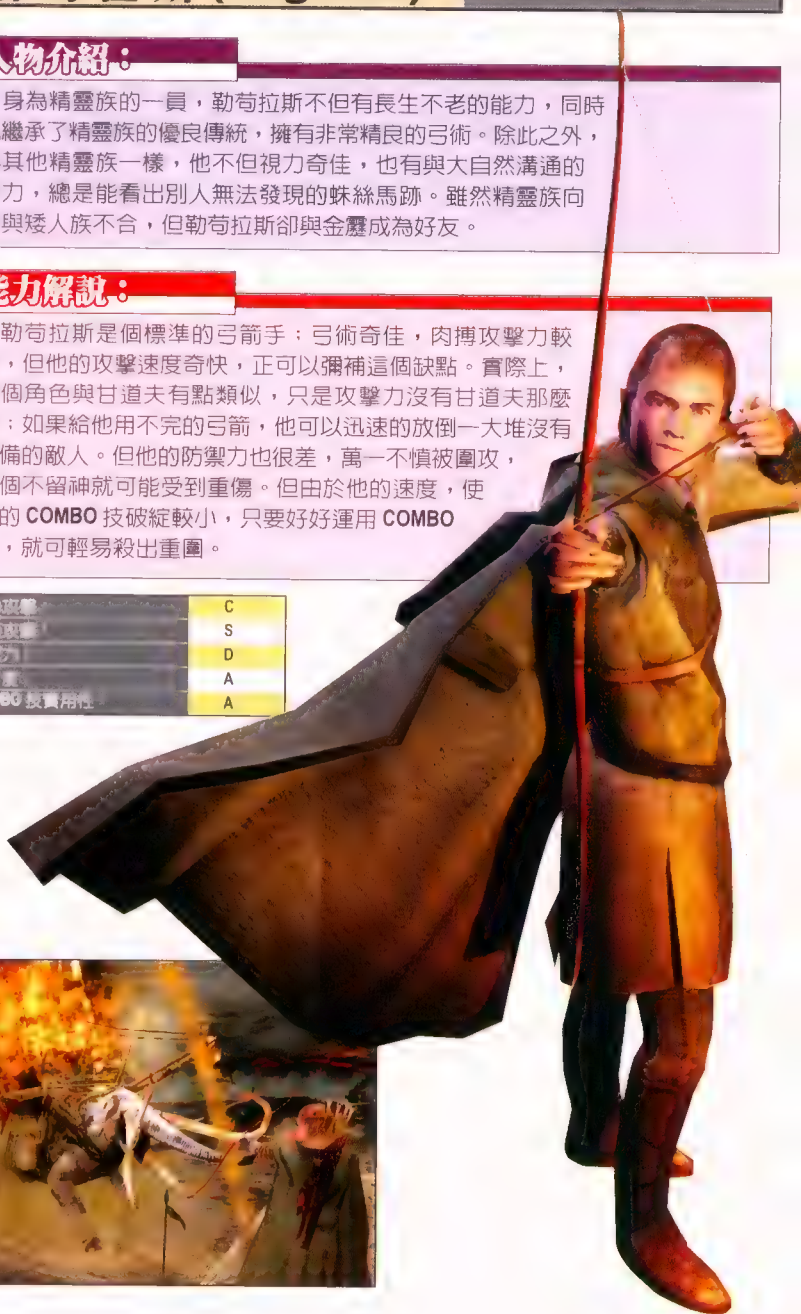 人物介紹：
身為精靈族的一員，勒苟拉斯不但有長生不老的能力，同時
繼承了精靈族的優良傳統，擁有非常精良的弓術。除此之外，
其他精靈族一樣，他不但視力奇佳，也有與大自然溝通的
力，總是能看出別人無法發現的蛛絲馬跡。雖然精靈族向
與矮人族不合，但勒苟拉斯卻與金靂成為好友。
能力解說：
勒苟拉斯是個標準的弓箭手；弓術奇佳，肉搏攻擊力較
，但他的攻擊速度奇快，正可以彌補這個缺點。實際上，
個角色與甘道夫有點類似，只是攻擊力沒有甘道夫那麼
；如果給他用不完的弓箭，他可以迅速的放倒一大堆沒有
備的敵人。但他的防禦力也很差，萬一不慎被圍攻，
個不留神就可能受到重傷。但由於他的速度，使
的 COMBO 技破綻較小，只要好好運用 COMBO
，就可輕易殺出重圍。
C
S
D
A
技實用性 A